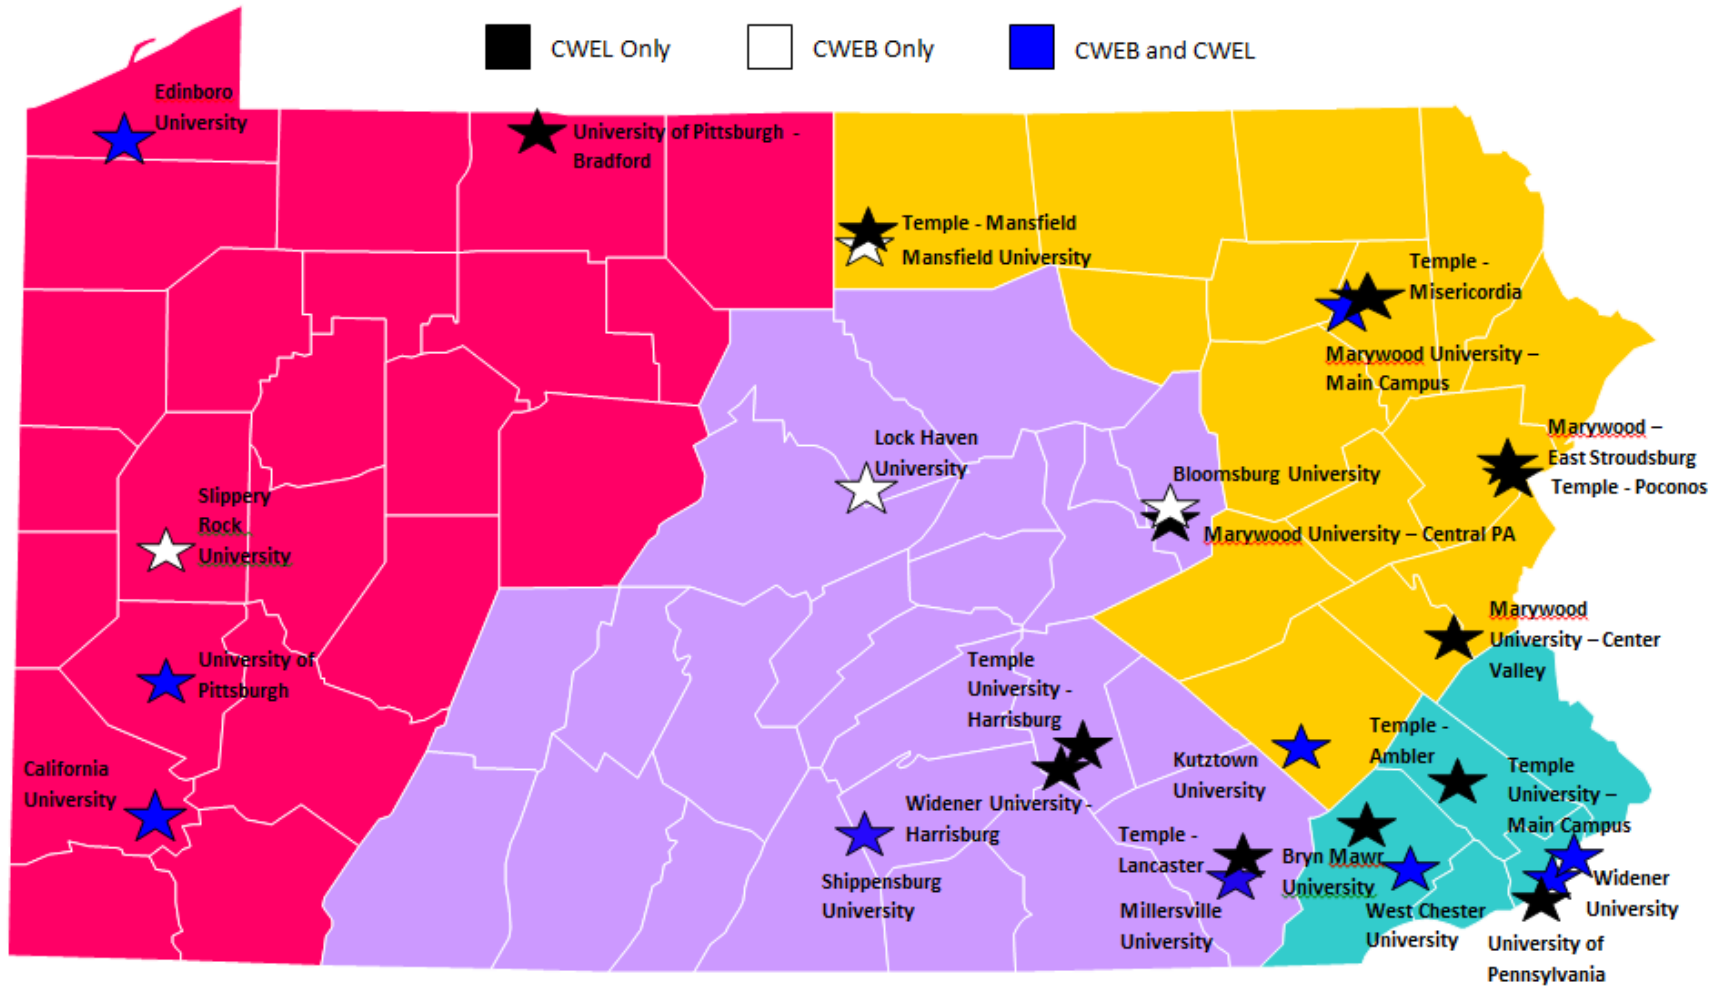 CWEL Only
CWEB Only
CWEB and CWEL
Edinboro
University
University of Pittsburgh -
Bradford
Temple - Mansfield
Mansfield University
Temple -
Misericordia
Marywood University –
Main Campus
Lock Haven
University
Bloomsburg University
Marywood University – Central PA
Marywood –
East Stroudsburg
Temple - Poconos
Slippery
Rock
University
Marywood
University – Center
Valley
University of
Pittsburgh
Temple
University -
Harrisburg
California
University
Widener University -
Harrisburg
Shippensburg
University
Kutztown
University
Temple -
Ambler
Temple
University –
Main Campus
Temple -
Lancaster
Bryn Mawr
University
Millersville
University
West Chester
University
Widener
University
University of
Pennsylvania